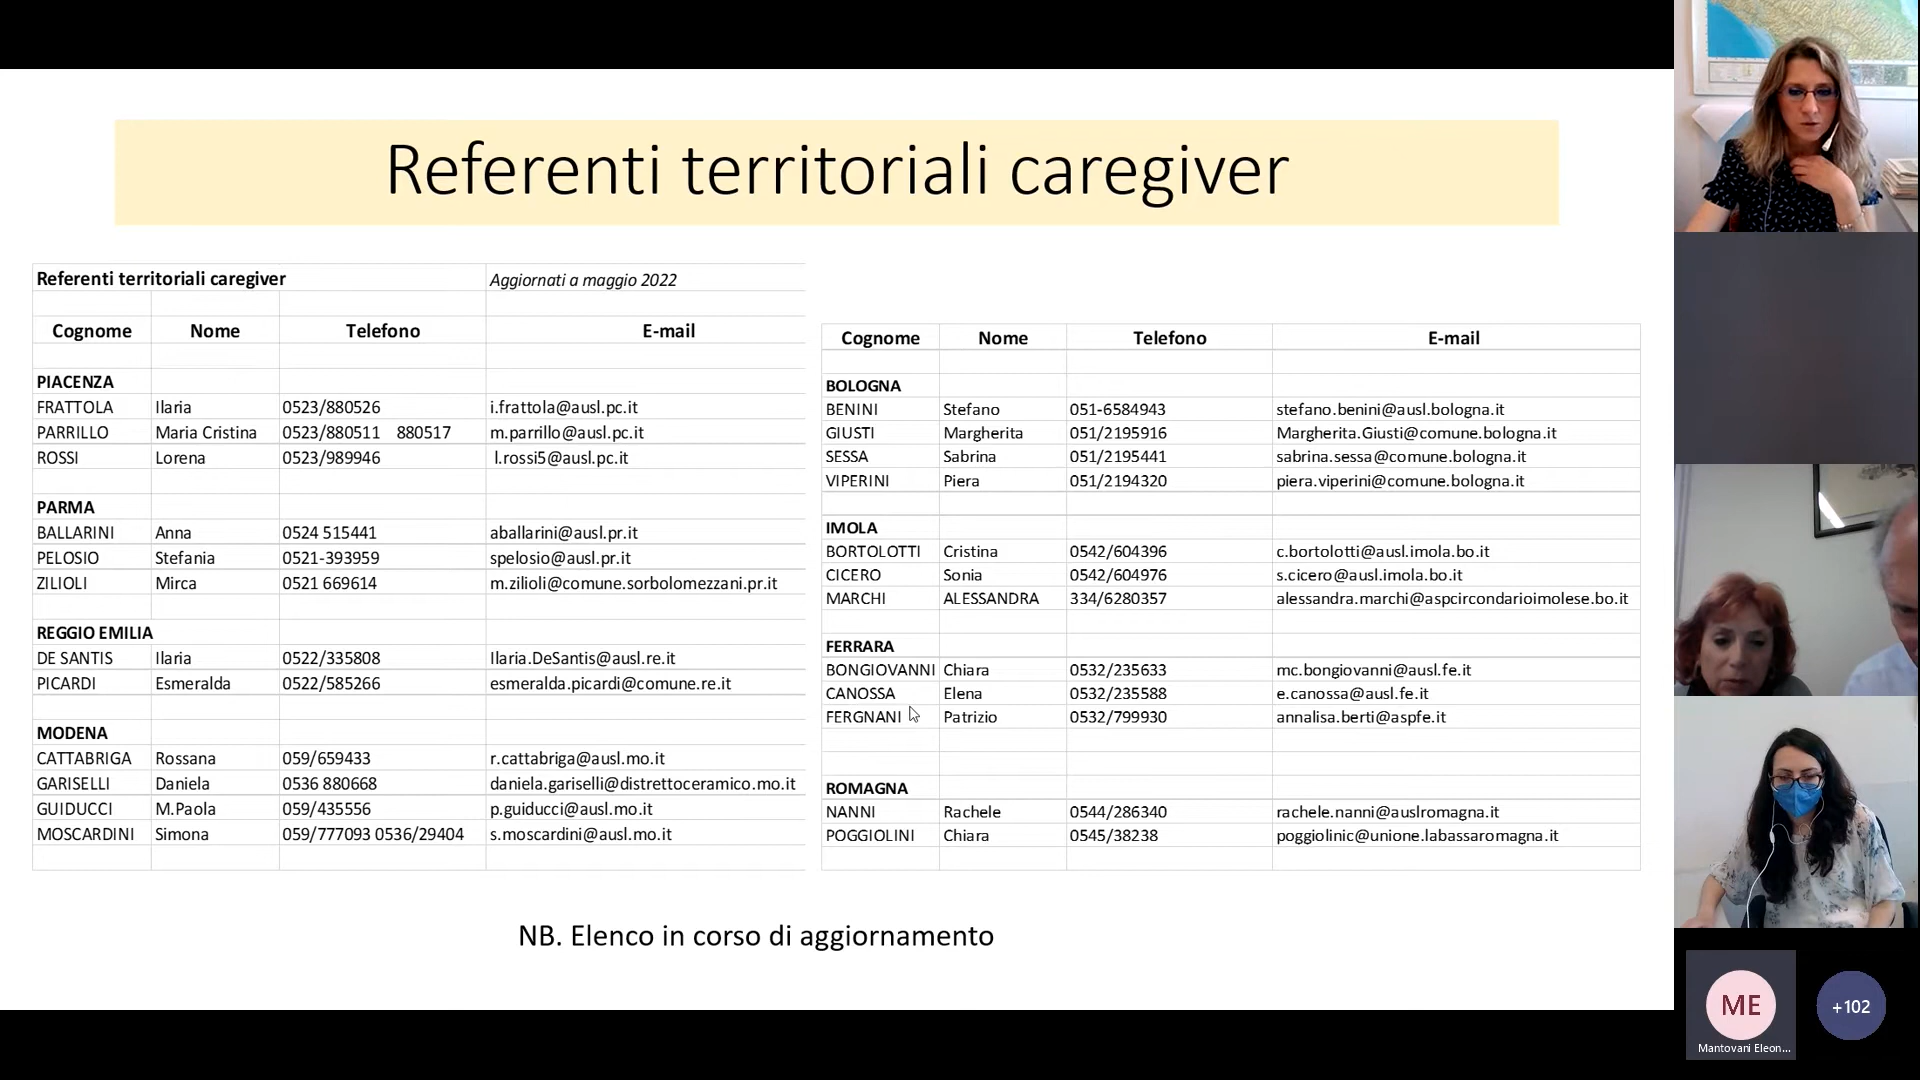 Referenti territoriali caregiver
Referenti territoriali caregiver Aggiornati a maggio 2022
Cognome Nome Telefono E-mail
PIACENZA
FRATTOLA Ilaria 0523/880526 i.frattola@ausl.pc.it
PARRILLO Maria Cristina 0523/880511 880517 m.parrillo@ausl.pc.it
ROSSI Lorena 0523/989946 l.rossi5@ausl.pc.it
PARMA
BALLARINI Anna 0524 515441 aballarini@ausl.pr.it
PELOSIO Stefania 0521-393959 spelosio@ausl.pr.it
ZILIOLI Mirca 0521 669614 m.zilioli@comune.sorbolomezzani.pr.it
REGGIO EMILIA
DE SANTIS Ilaria 0522/335808 Ilaria.DeSantis@ausl.re.it
PICARDI Esmeralda 0522/585266 esmeralda.picardi@comune.re.it
MODENA
CATTABRIGA Rossana 059/659433 r.cattabriga@ausl.mo.it
GARISELLI Daniela 0536 880668 daniela.gariselli@distrettoceramico.mo.it
GUIDUCCI M.Paola 059/435556 p.guiducci@ausl.mo.it
MOSCARDINI Simona 059/777093 0536/29404 s.moscardini@ausl.mo.it
Cognome Nome Telefono E-mail
BOLOGNA
BENINI Stefano 051-6584943 stefano.benini@ausl.bologna.it
GIUSTI Margherita 051/2195916 Margherita.Giusti@comune.bologna.it
SESSA Sabrina 051/2195441 sabrina.sessa@comune.bologna.it
VIPERINI Piera 051/2194320 piera.viperini@comune.bologna.it
IMOLA
BORTOLOTTI Cristina 0542/604396 c.bortolotti@ausl.imola.bo.it
CICERO Sonia 0542/604976 s.cicero@ausl.imola.bo.it
MARCHI ALESSANDRA 334/6280357 alessandra.marchi@aspcircondarioimolese.bo.it
FERRARA
BONGIOVANNI Chiara 0532/235633 mc.bongiovanni@ausl.fe.it
CANOSSA Elena 0532/235588 e.canossa@ausl.fe.it
FERGNANI Patrizio 0532/799930 annalisa.berti@aspfe.it
ROMAGNA
NANNI Rachele 0544/286340 rachele.nanni@auslromagna.it
POGGIOLINI Chiara 0545/38238 poggiolinic@unione.labassaromagna.it
NB. Elenco in corso di aggiornamento
ME
Mantovani Eleon...
+102